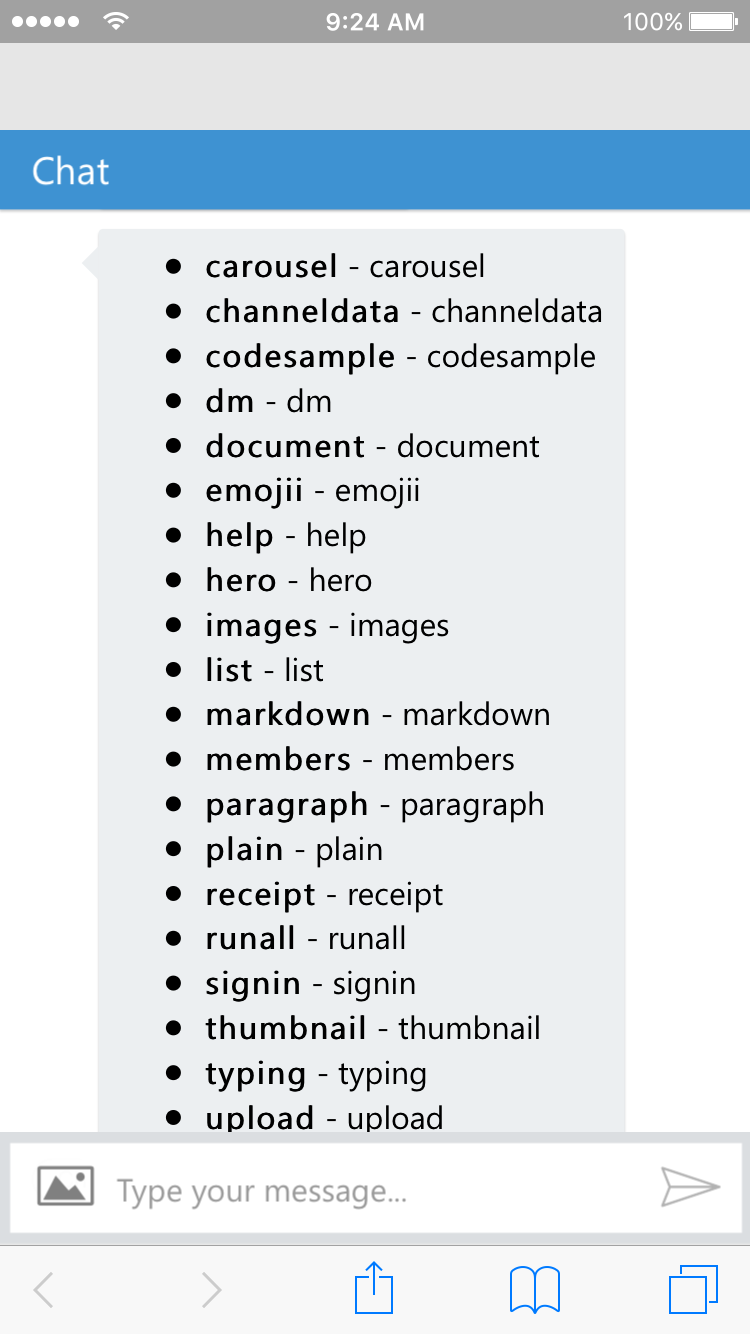 9:24 AM 100%
Chat
• carousel - carousel
• channeldata - channeldata
• codesample - codesample
• dm - dm
• document - document
• emojii - emojii
• help - help
• hero - hero
• images - images
• list - list
• markdown - markdown
• members - members
• paragraph - paragraph
• plain - plain
• receipt - receipt
• runall - runall
• signin - signin
• thumbnail - thumbnail
• typing - typing
• upload - upload
Type your message...